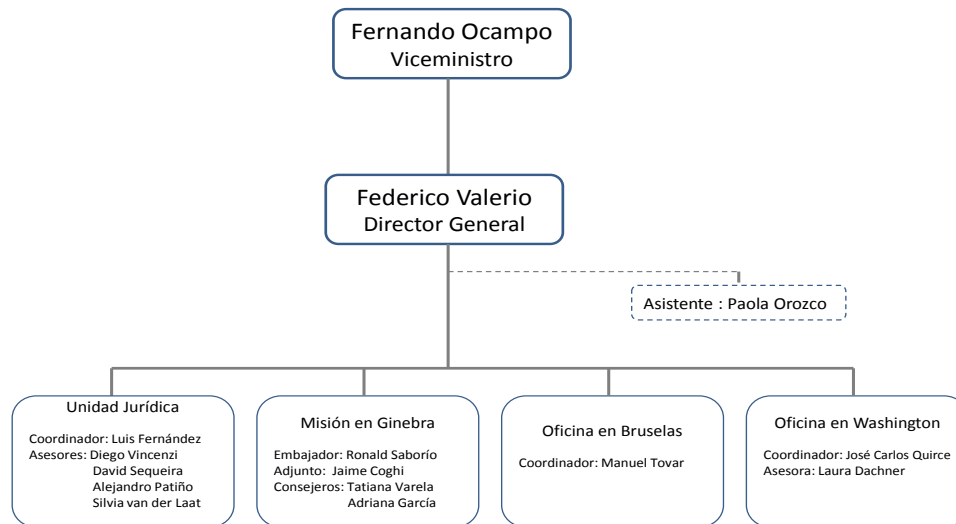 Fernando Ocampo
Viceministro
Federico Valerio
Director General
Asistente : Paola Orozco
Unidad Jurídica
Coordinador: Luis Fernández
Asesores: Diego Vincenzi
David Sequeira
Alejandro Patiño
Silvia van der Laat
Misión en Ginebra
Embajador: Ronald Saborío
Adjunto: Jaime Coghi
Consejeros: Tatiana Varela
Adriana García
Oficina en Bruselas
Coordinador: Manuel Tovar
Oficina en Washington
Coordinador: José Carlos Quirce
Asesora: Laura Dachner